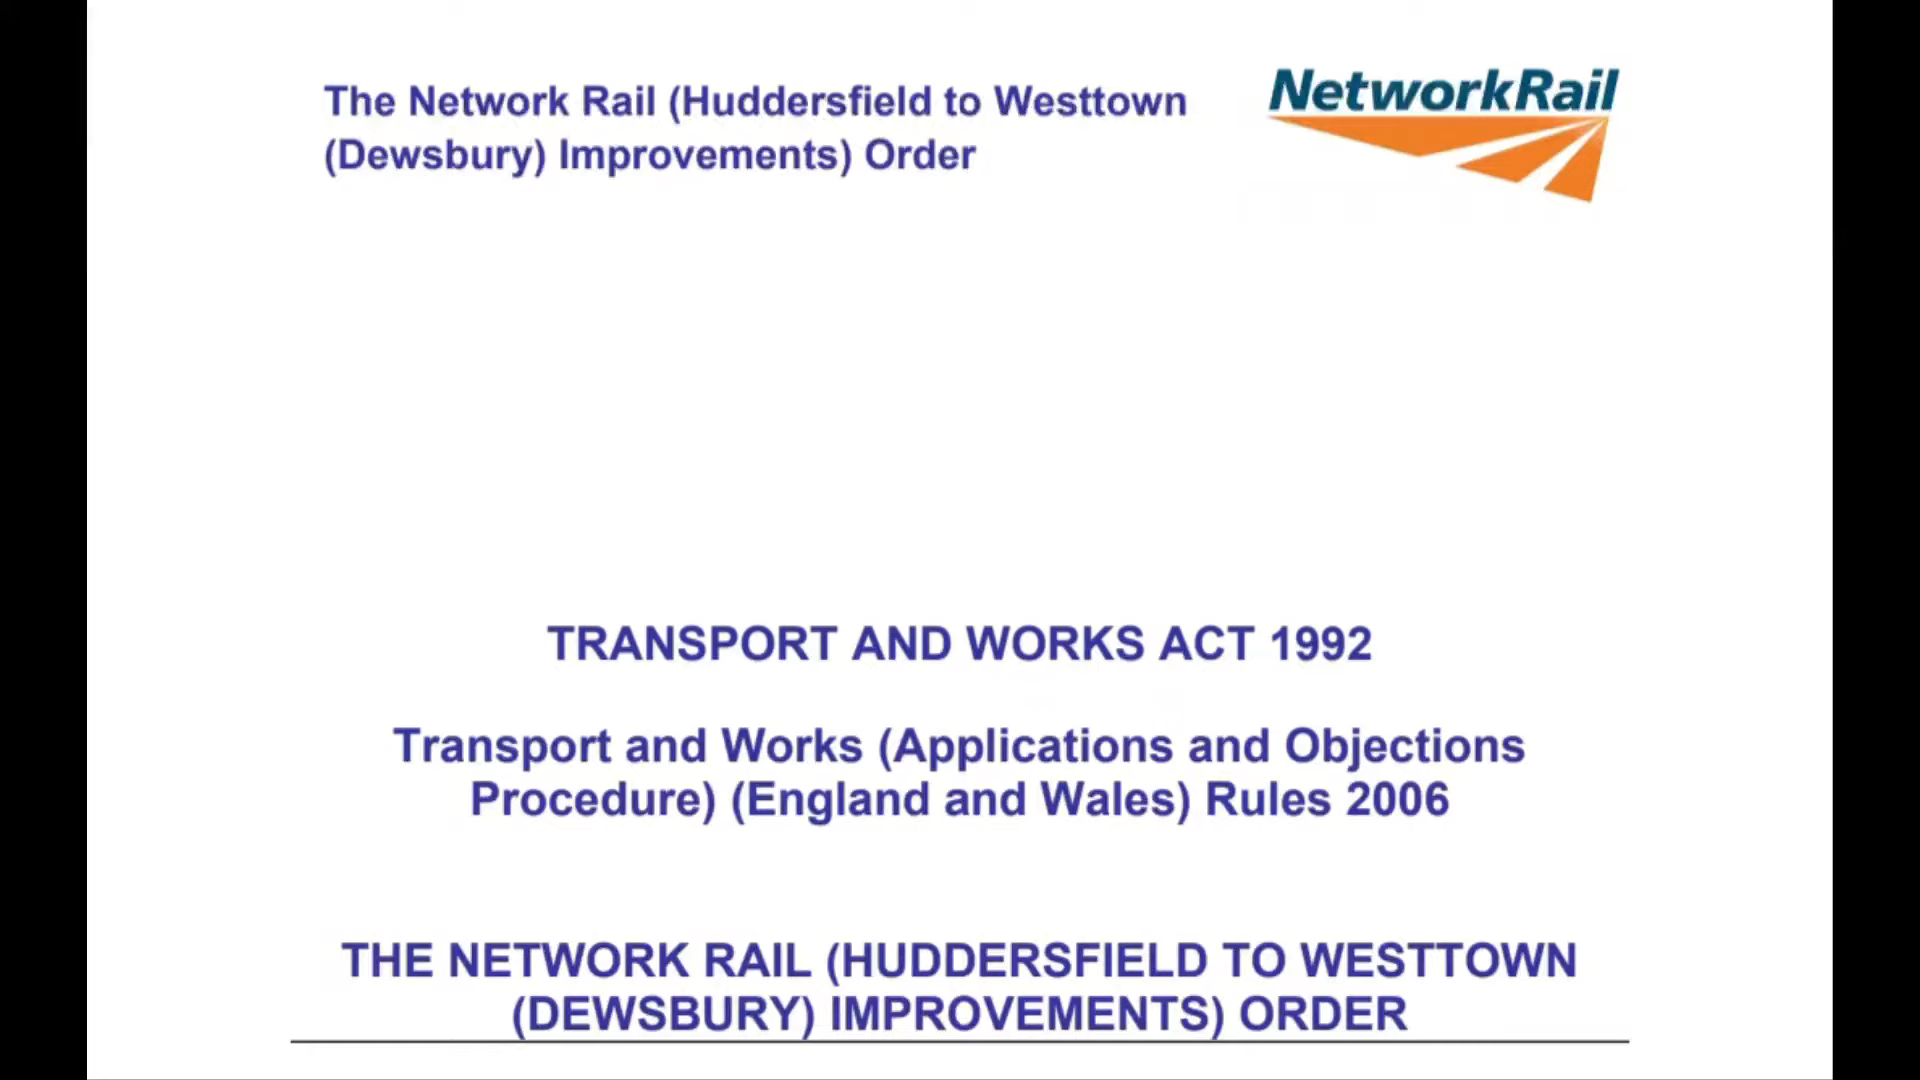 The Network Rail (Huddersfield to Westtown
(Dewsbury) Improvements) Order
NetworkRail
TRANSPORT AND WORKS ACT 1992
Transport and Works (Applications and Objections
Procedure) (England and Wales) Rules 2006
THE NETWORK RAIL (HUDDERSFIELD TO WESTTOWN
(DEWSBURY) IMPROVEMENTS) ORDER